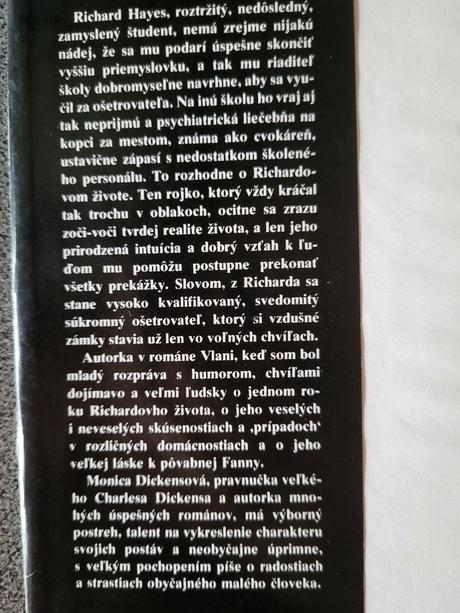 Richard Hayes, roztržitý, nedôsledný,
zamyslený študent, nemá zrejme nijakú
nádej, že sa mu podarí úspešne skončiť
vyššiu priemyslovku, a tak mu riaditeľ
školy dobromyseľne navrhne, aby sa vyu-
čil za ošetrovateľa. Na inú školu ho vraj aj
tak neprijmú a psychiatrická liečebňa na
kopci za mestom, známa ako cvokáreň,
ustavične zápasí s nedostatkom školené-
ho personálu. To rozhodne o Richardo-
vom živote. Ten rojko, ktorý vždy kráčal
tak trochu v oblakoch, ocitne sa zrazu
zoči-voči tvrdej realite života, a len jeho
prirodzená intuícia a dobrý vzťah k ľu-
ďom mu pomôžu postupne prekonať
všetky prekážky. Slovom, z Richarda sa
stane vysoko kvalifikovaný, svedomitý
súkromný ošetrovateľ, ktorý si vzdušné
zámky stavia už len vo voľných chvíľach.
Autorka v románe Vlani, keď som bol
mladý rozpráva s humorom, chvíľami
dojímavo a veľmi ľudsky o jednom ro-
ku Richardovho života, o jeho veselých
i neveselých skúsenostiach a ‚prípadoch‘
v rozličných domácnostiach a o jeho
veľkej láske k pôvabnej Fanny.
Monica Dickensová, pravnučka veľké-
ho Charlesa Dickensa a autorka mno-
hých úspešných románov, má výborný
postreh, talent na vykreslenie charakteru
svojich postáv a neobyčajne úprimne,
s veľkým pochopením píše o radostiach
a strastiach obyčajného malého človeka.